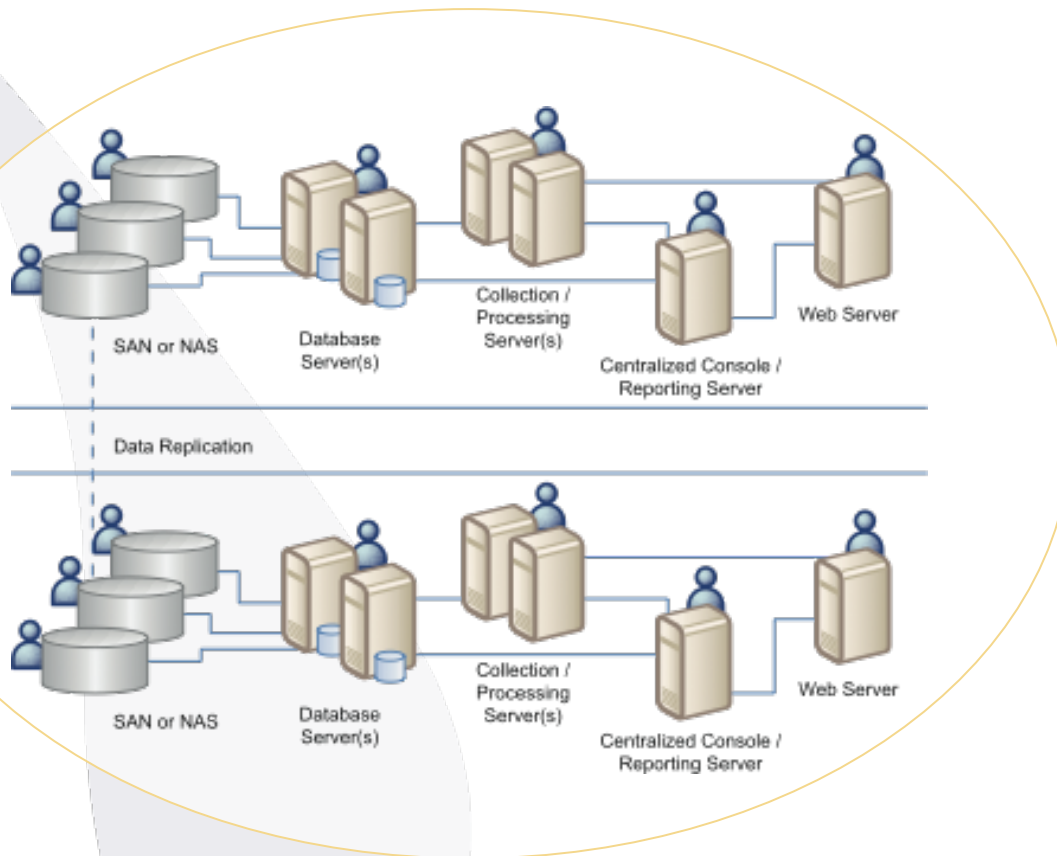 SAN or NAS
Database
Server(s)
Collection /
Processing
Server(s)
Centralized Console /
Reporting Server
Web Server
Data Replication
SAN or NAS
Database
Server(s)
Collection /
Processing
Server(s)
Centralized Console /
Reporting Server
Web Server